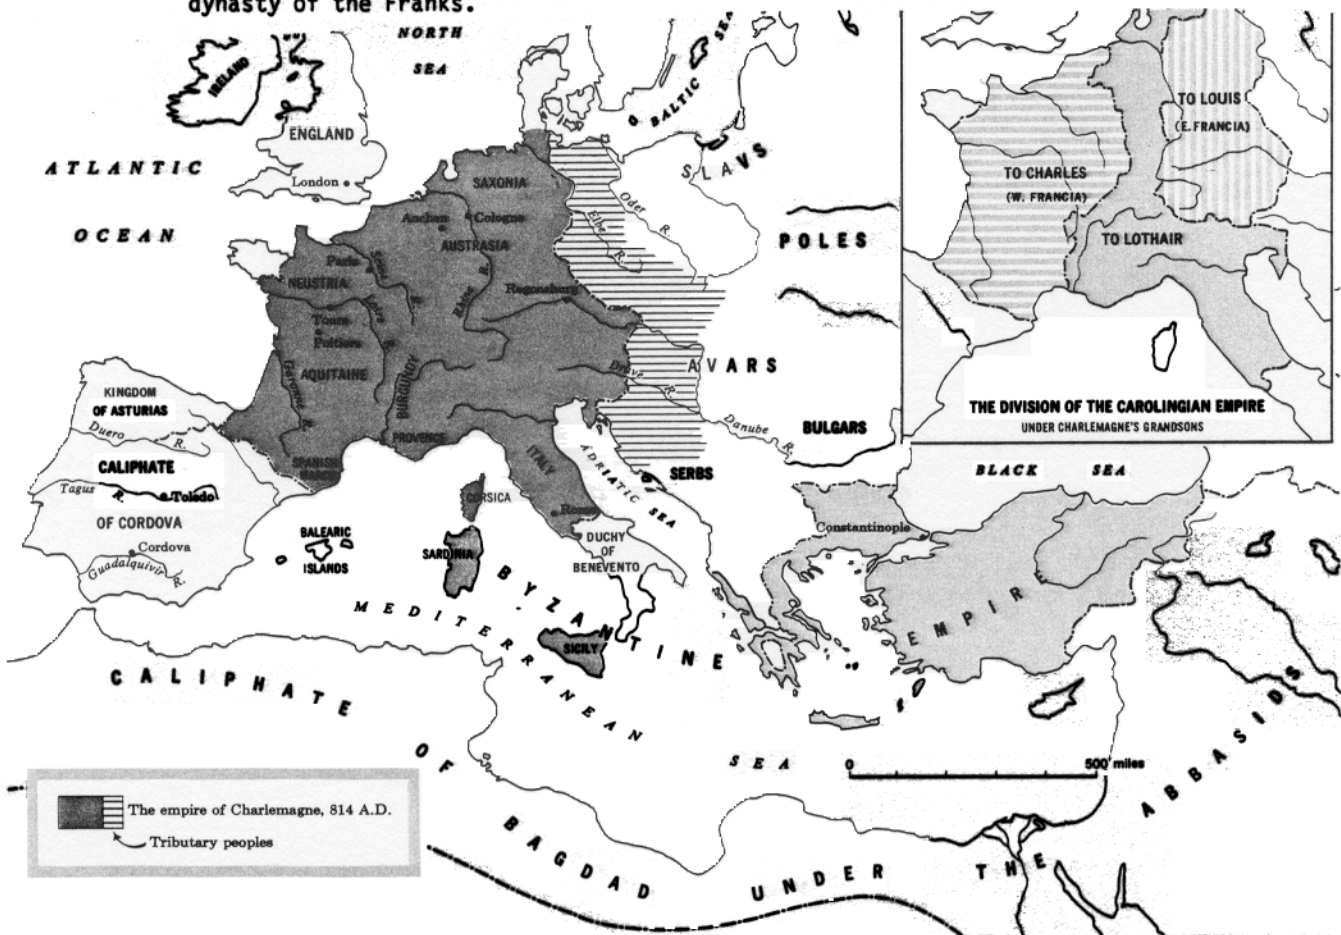 dynasty of the Franks.
NORTH
SEA
BALTIC SEA
IRELAND
ENGLAND
London
ATLANTIC
OCEAN
SLAVS
POLES
SAXONIA
Aachen
Cologne
AUSTRASIA
Elbe R.
Oder R.
Paris
Seine R.
NEUSTRIA
Loire R.
Rhine R.
Regensburg
Tours
Poitiers
AQUITAINE
Garonne R.
BURGUNDY
PROVENCE
SPANISH
MARCH
AVARS
Drave R.
Danube R.
BULGARS
SERBS
KINGDOM
OF ASTURIAS
Duero R.
CALIPHATE
Tagus R.
Toledo
OF CORDOVA
Cordova
Guadalquivir R.
BALEARIC
ISLANDS
CORSICA
SARDINIA
ITALY
Rome
ADRIATIC SEA
DUCHY
OF
BENEVENTO
SICILY
BYZANTINE
EMPIRE
Constantinople
BLACK SEA
MEDITERRANEAN
SEA
CALIPHATE
OF
BAGDAD
UNDER
THE
ABBASIDS
0 500 miles
The empire of Charlemagne, 814 A.D.
Tributary peoples
TO LOUIS
(E. FRANCIA)
TO CHARLES
(W. FRANCIA)
TO LOTHAIR
THE DIVISION OF THE CAROLINGIAN EMPIRE
UNDER CHARLEMAGNE'S GRANDSONS